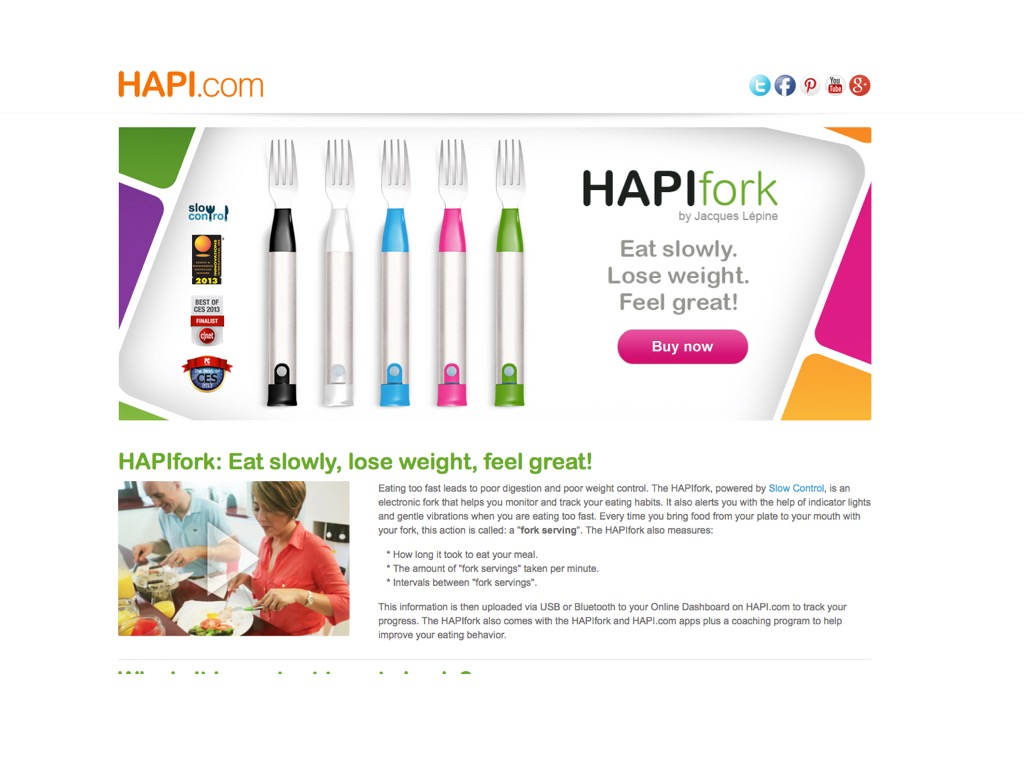 HAPI.com
You
Tube
HAPIfork
by Jacques Lépine
Eat slowly.
Lose weight.
Feel great!
Buy now
slow
control
INNOVATIONS
2013
BEST OF
CES 2013
FINALIST
c|net
PC
CES
HAPIfork: Eat slowly, lose weight, feel great!
Eating too fast leads to poor digestion and poor weight control. The HAPIfork, powered by Slow Control, is an
electronic fork that helps you monitor and track your eating habits. It also alerts you with the help of indicator lights
and gentle vibrations when you are eating too fast. Every time you bring food from your plate to your mouth with
your fork, this action is called: a "fork serving". The HAPIfork also measures:
* How long it took to eat your meal.
* The amount of "fork servings" taken per minute.
* Intervals between "fork servings".
This information is then uploaded via USB or Bluetooth to your Online Dashboard on HAPI.com to track your
progress. The HAPIfork also comes with the HAPIfork and HAPI.com apps plus a coaching program to help
improve your eating behavior.